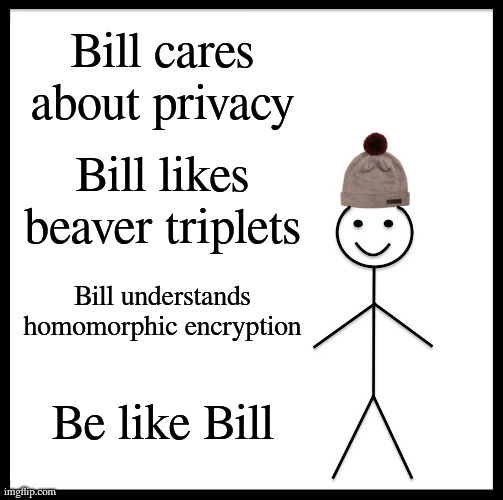 Bill cares
about privacy
Bill likes
beaver triplets
Bill understands
homomorphic encryption
Be like Bill
imgflip.com